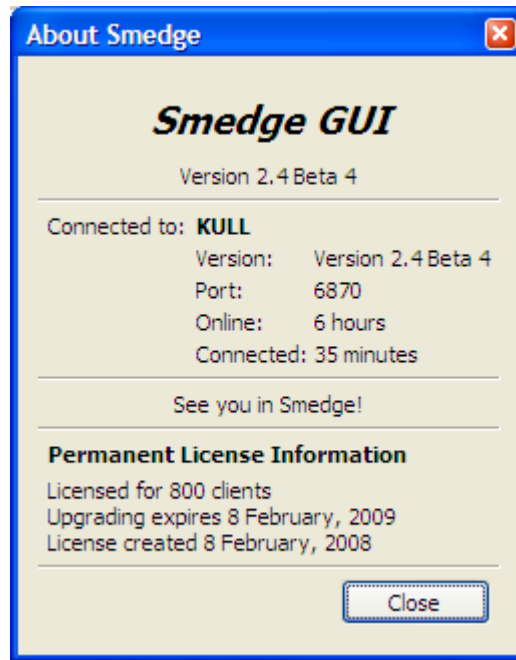 About Smedge
Smedge GUI
Version 2.4 Beta 4
Connected to: KULL
Version: Version 2.4 Beta 4
Port: 6870
Online: 6 hours
Connected: 35 minutes
See you in Smedge!
Permanent License Information
Licensed for 800 clients
Upgrading expires 8 February, 2009
License created 8 February, 2008
Close